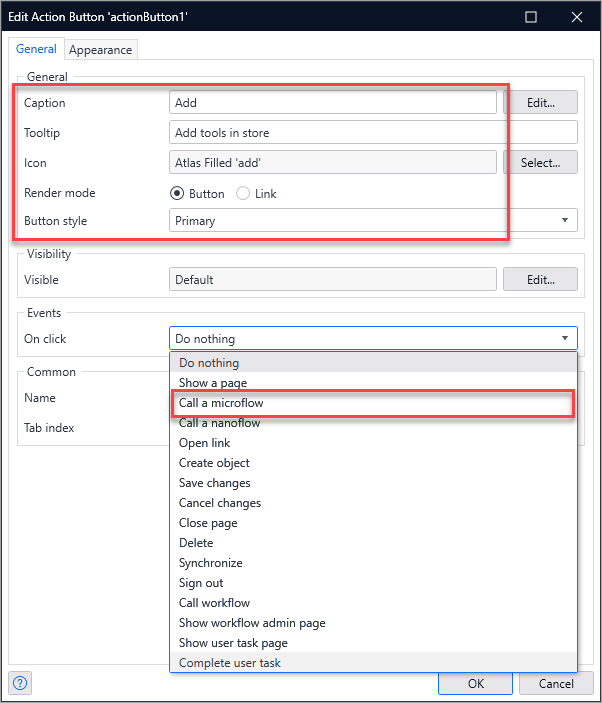 Edit Action Button 'actionButton1'
General Appearance
General
Caption Add Edit...
Tooltip Add tools in store
Icon Atlas Filled 'add' Select...
Render mode Button Link
Button style Primary
Visibility
Visible Default Edit...
Events
On click Do nothing
Do nothing
Common
Show a page
Name Call a microflow
Call a nanoflow
Tab index
Open link
Create object
Save changes
Cancel changes
Close page
Delete
Synchronize
Sign out
Call workflow
Show workflow admin page
Show user task page
Complete user task
? OK Cancel